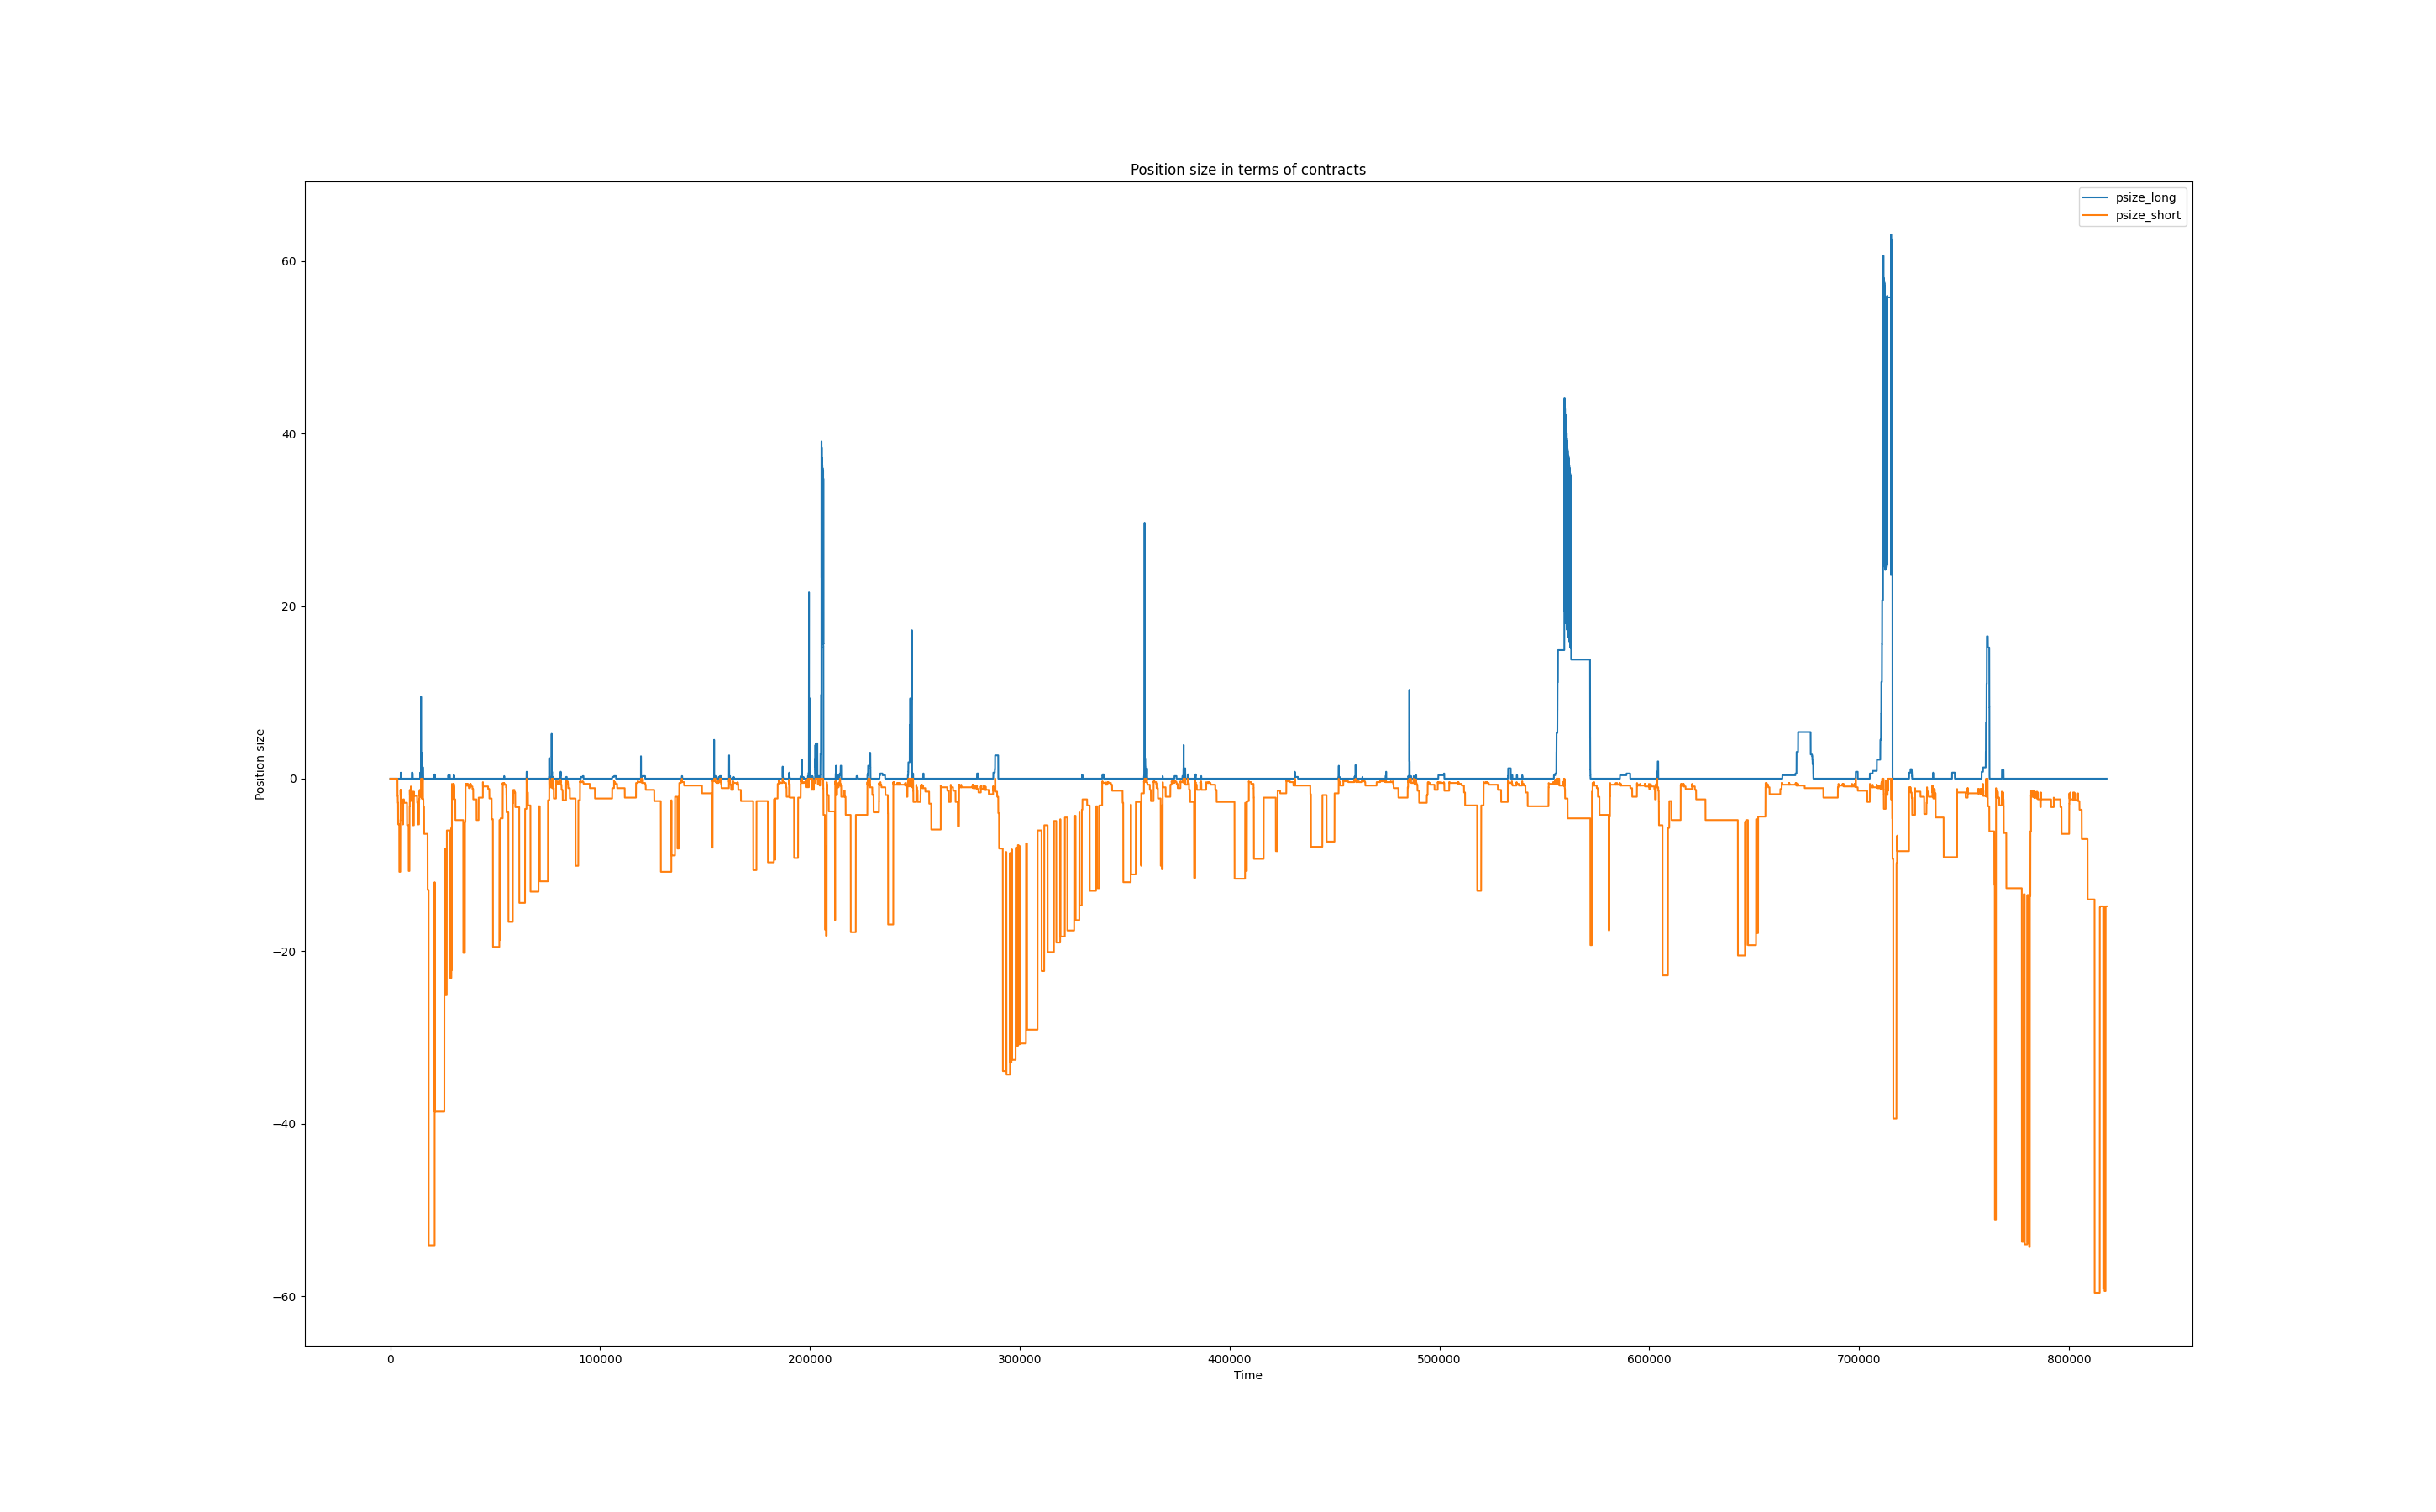 Position size in terms of contracts
psize_long
psize_short
60
40
20
0
−20
−40
−60
Position size
0 100000 200000 300000 400000 500000 600000 700000 800000
Time